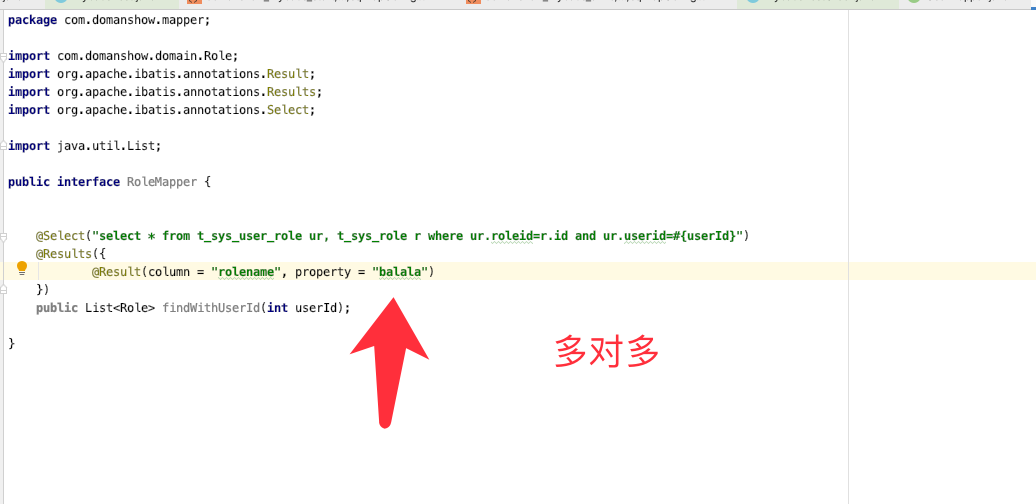 package com.domanshow.mapper;
import com.domanshow.domain.Role;
import org.apache.ibatis.annotations.Result;
import org.apache.ibatis.annotations.Results;
import org.apache.ibatis.annotations.Select;
import java.util.List;
public interface RoleMapper {
@Select("select * from t_sys_user_role ur, t_sys_role r where ur.roleid=r.id and ur.userid=#{userId}")
@Results({
@Result(column = "rolename", property = "balala")
})
public List<Role> findWithUserId(int userId);
多对多
}